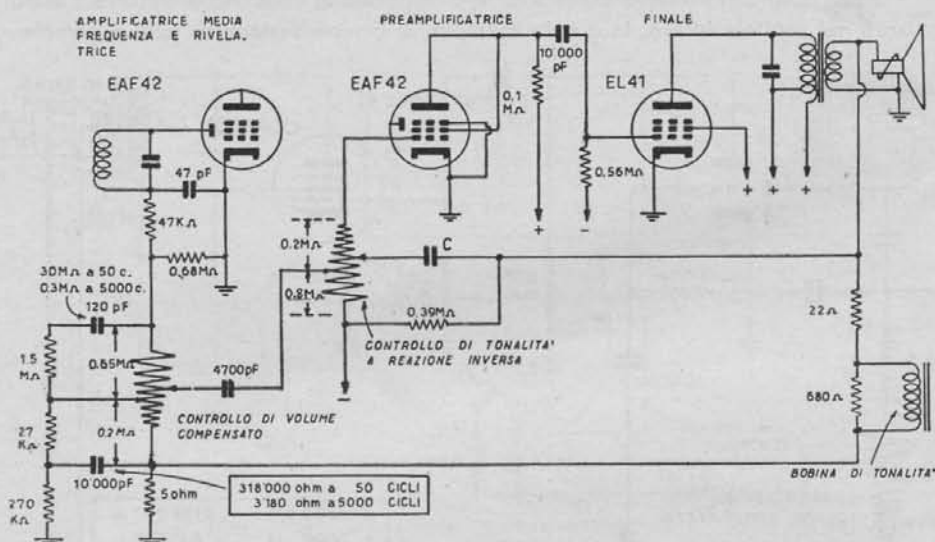 AMPLIFICATRICE MEDIA
FREQUENZA E RIVELA.
TRICE
PREAMPLIFICATRICE
FINALE
EAF42
EAF42
EL41
10'000
pF
0,1
MΩ
47 pF
0,56MΩ
47KΩ
0,68MΩ
0.2MΩ
0.8MΩ
C
+
-
+
+
+
30MΩ a 50 c.
0.3MΩ a 5000 c.
120 pF
0.39MΩ
22Ω
CONTROLLO DI TONALITA'
A REAZIONE INVERSA
1.5
MΩ
0.65MΩ
4700pF
-
680Ω
CONTROLLO DI VOLUME
COMPENSATO
27
KΩ
0.2MΩ
BOBINA DI TONALITA'
10'000pF
270
KΩ
5 ohm
318'000 ohm a 50 CICLI
3'180 ohm a 5000 CICLI